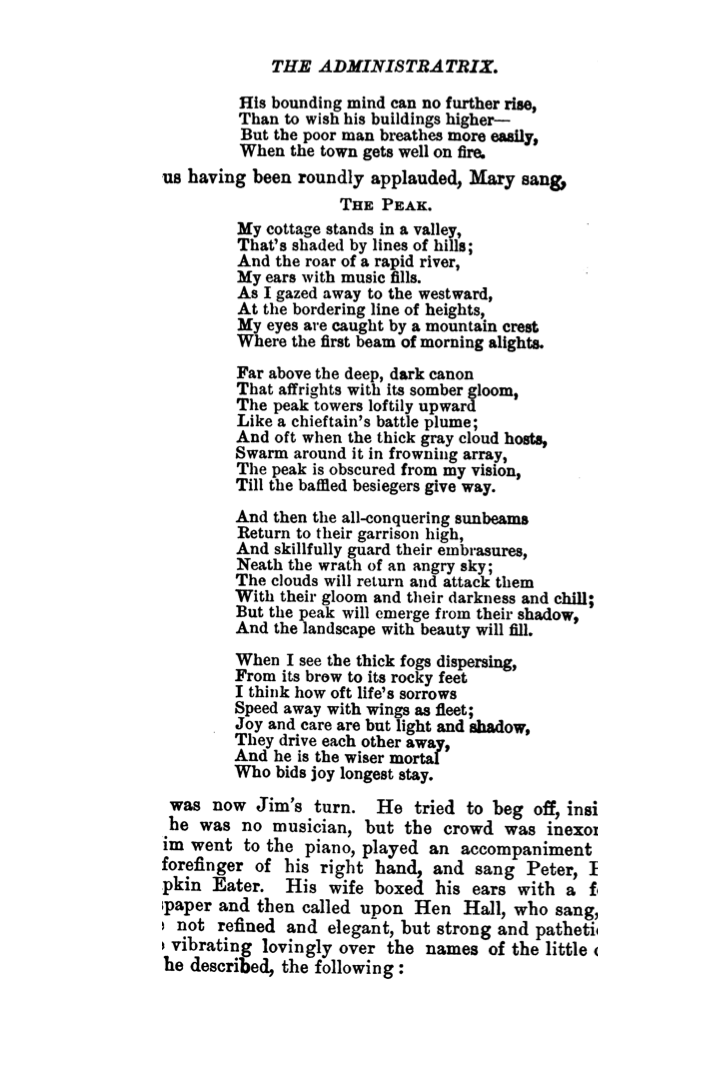 THE ADMINISTRATRIX.
His bounding mind can no further rise,
Than to wish his buildings higher—
But the poor man breathes more easily,
When the town gets well on fire.
us having been roundly applauded, Mary sang,
THE PEAK.
My cottage stands in a valley,
That's shaded by lines of hills;
And the roar of a rapid river,
My ears with music fills.
As I gazed away to the westward,
At the bordering line of heights,
My eyes are caught by a mountain crest
Where the first beam of morning alights.
Far above the deep, dark canon
That affrights with its somber gloom,
The peak towers loftily upward
Like a chieftain's battle plume;
And oft when the thick gray cloud hosts,
Swarm around it in frowning array,
The peak is obscured from my vision,
Till the baffled besiegers give way.
And then the all-conquering sunbeams
Return to their garrison high,
And skillfully guard their embrasures,
Neath the wrath of an angry sky;
The clouds will return and attack them
With their gloom and their darkness and chill;
But the peak will emerge from their shadow,
And the landscape with beauty will fill.
When I see the thick fogs dispersing,
From its brow to its rocky feet
I think how oft life's sorrows
Speed away with wings as fleet;
Joy and care are but light and shadow,
They drive each other away,
And he is the wiser mortal
Who bids joy longest stay.
was now Jim's turn. He tried to beg off, insi
he was no musician, but the crowd was inexor
im went to the piano, played an accompaniment
forefinger of his right hand, and sang Peter,
pkin Eater. His wife boxed his ears with a
paper and then called upon Hen Hall, who sang,
not refined and elegant, but strong and patheti
vibrating lovingly over the names of the little
he described, the following: